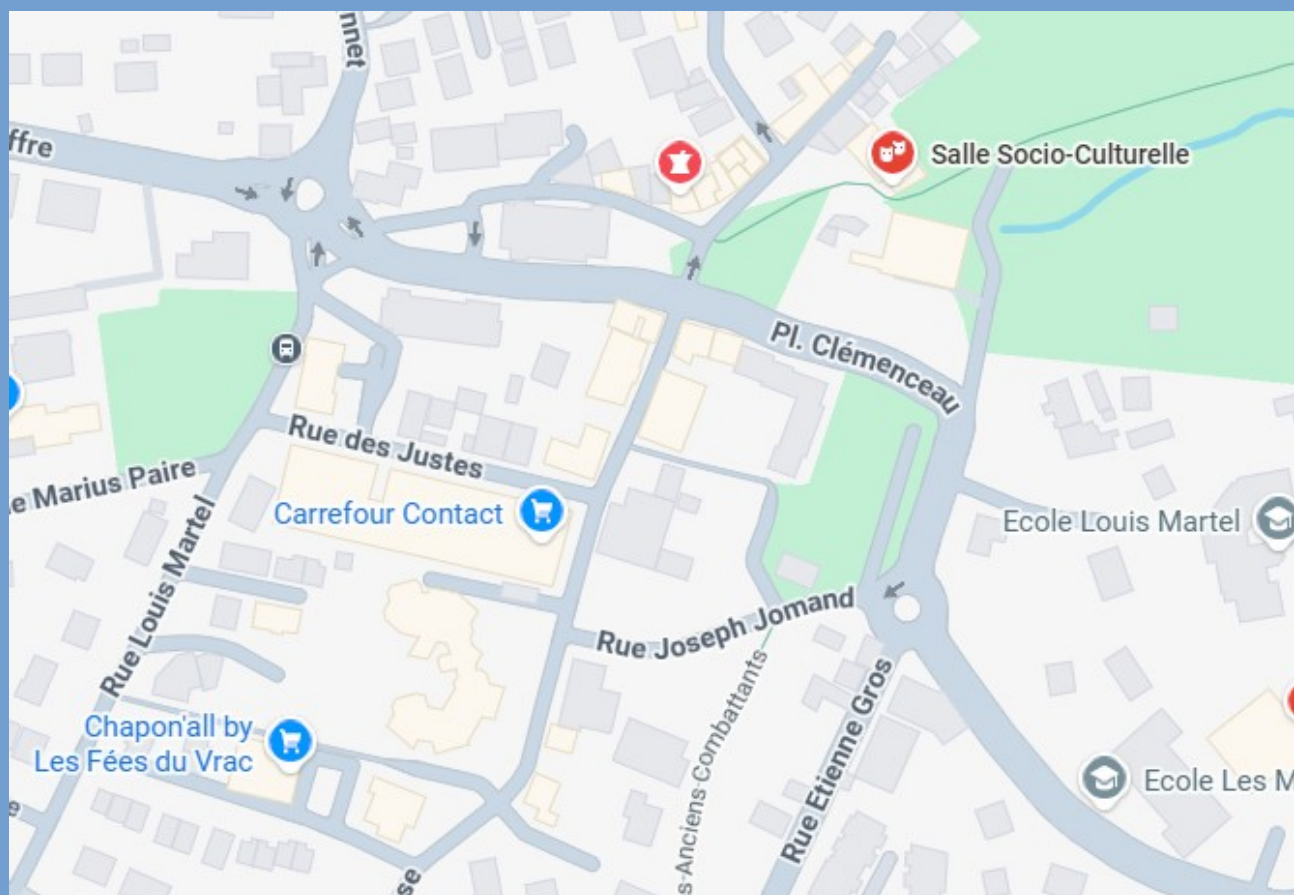 nnet
ffre
Salle Socio-Culturelle
Pl. Clémenceau
Rue des Justes
e Marius Paire
Carrefour Contact
Ecole Louis Martel
Rue Louis Martel
Rue Joseph Jomand
s-Anciens-Combattants
Rue Etienne Gros
Chapon'all by
Les Fées du Vrac
Ecole Les M
e
se